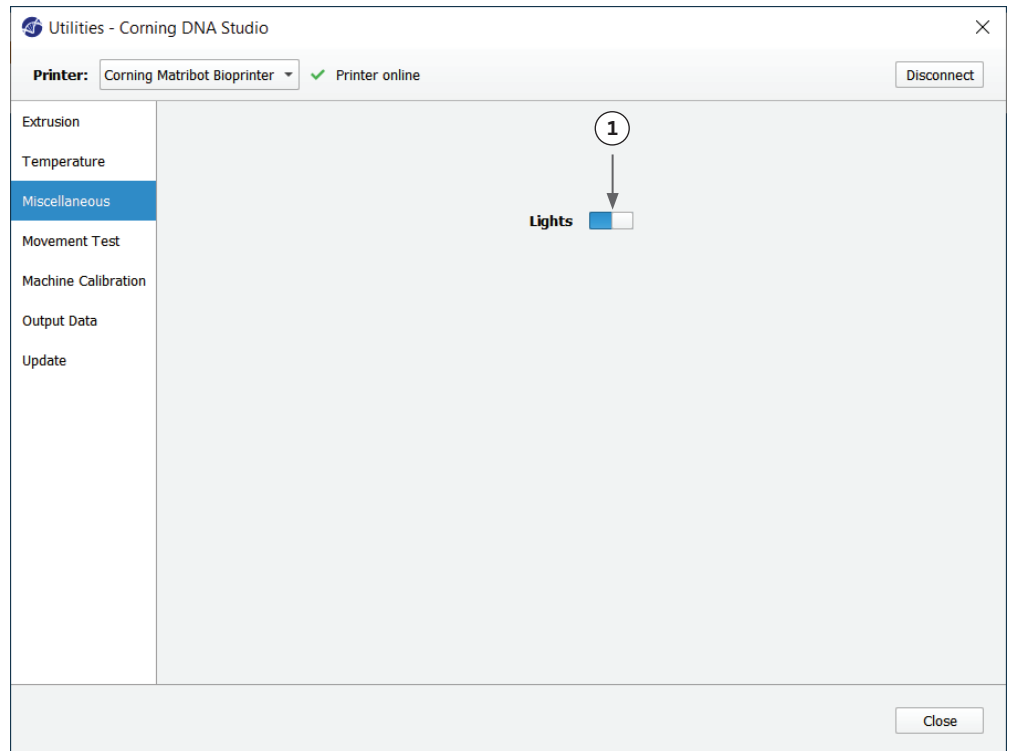 Utilities - Corning DNA Studio
Printer: Corning Matribot Bioprinter Printer online Disconnect
Extrusion
1
Temperature
Miscellaneous
Lights
Movement Test
Machine Calibration
Output Data
Update
Close